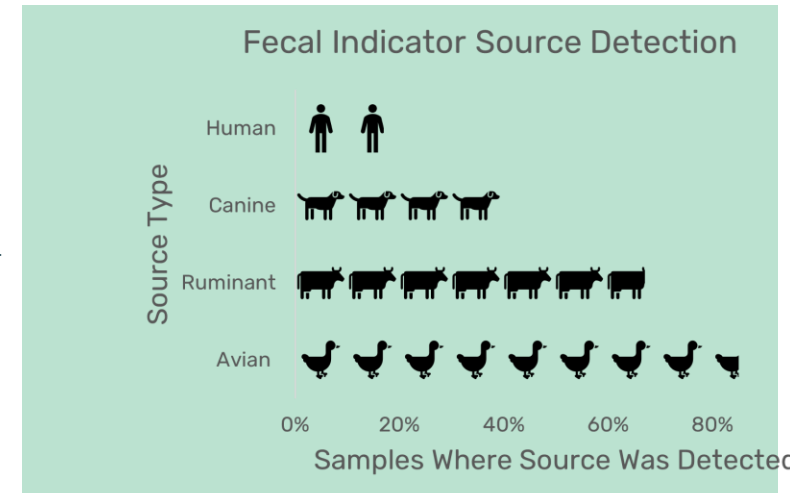 Fecal Indicator Source Detection
Source Type
Human
Canine
Ruminant
Avian
0% 20% 40% 60% 80%
Samples Where Source Was Detected